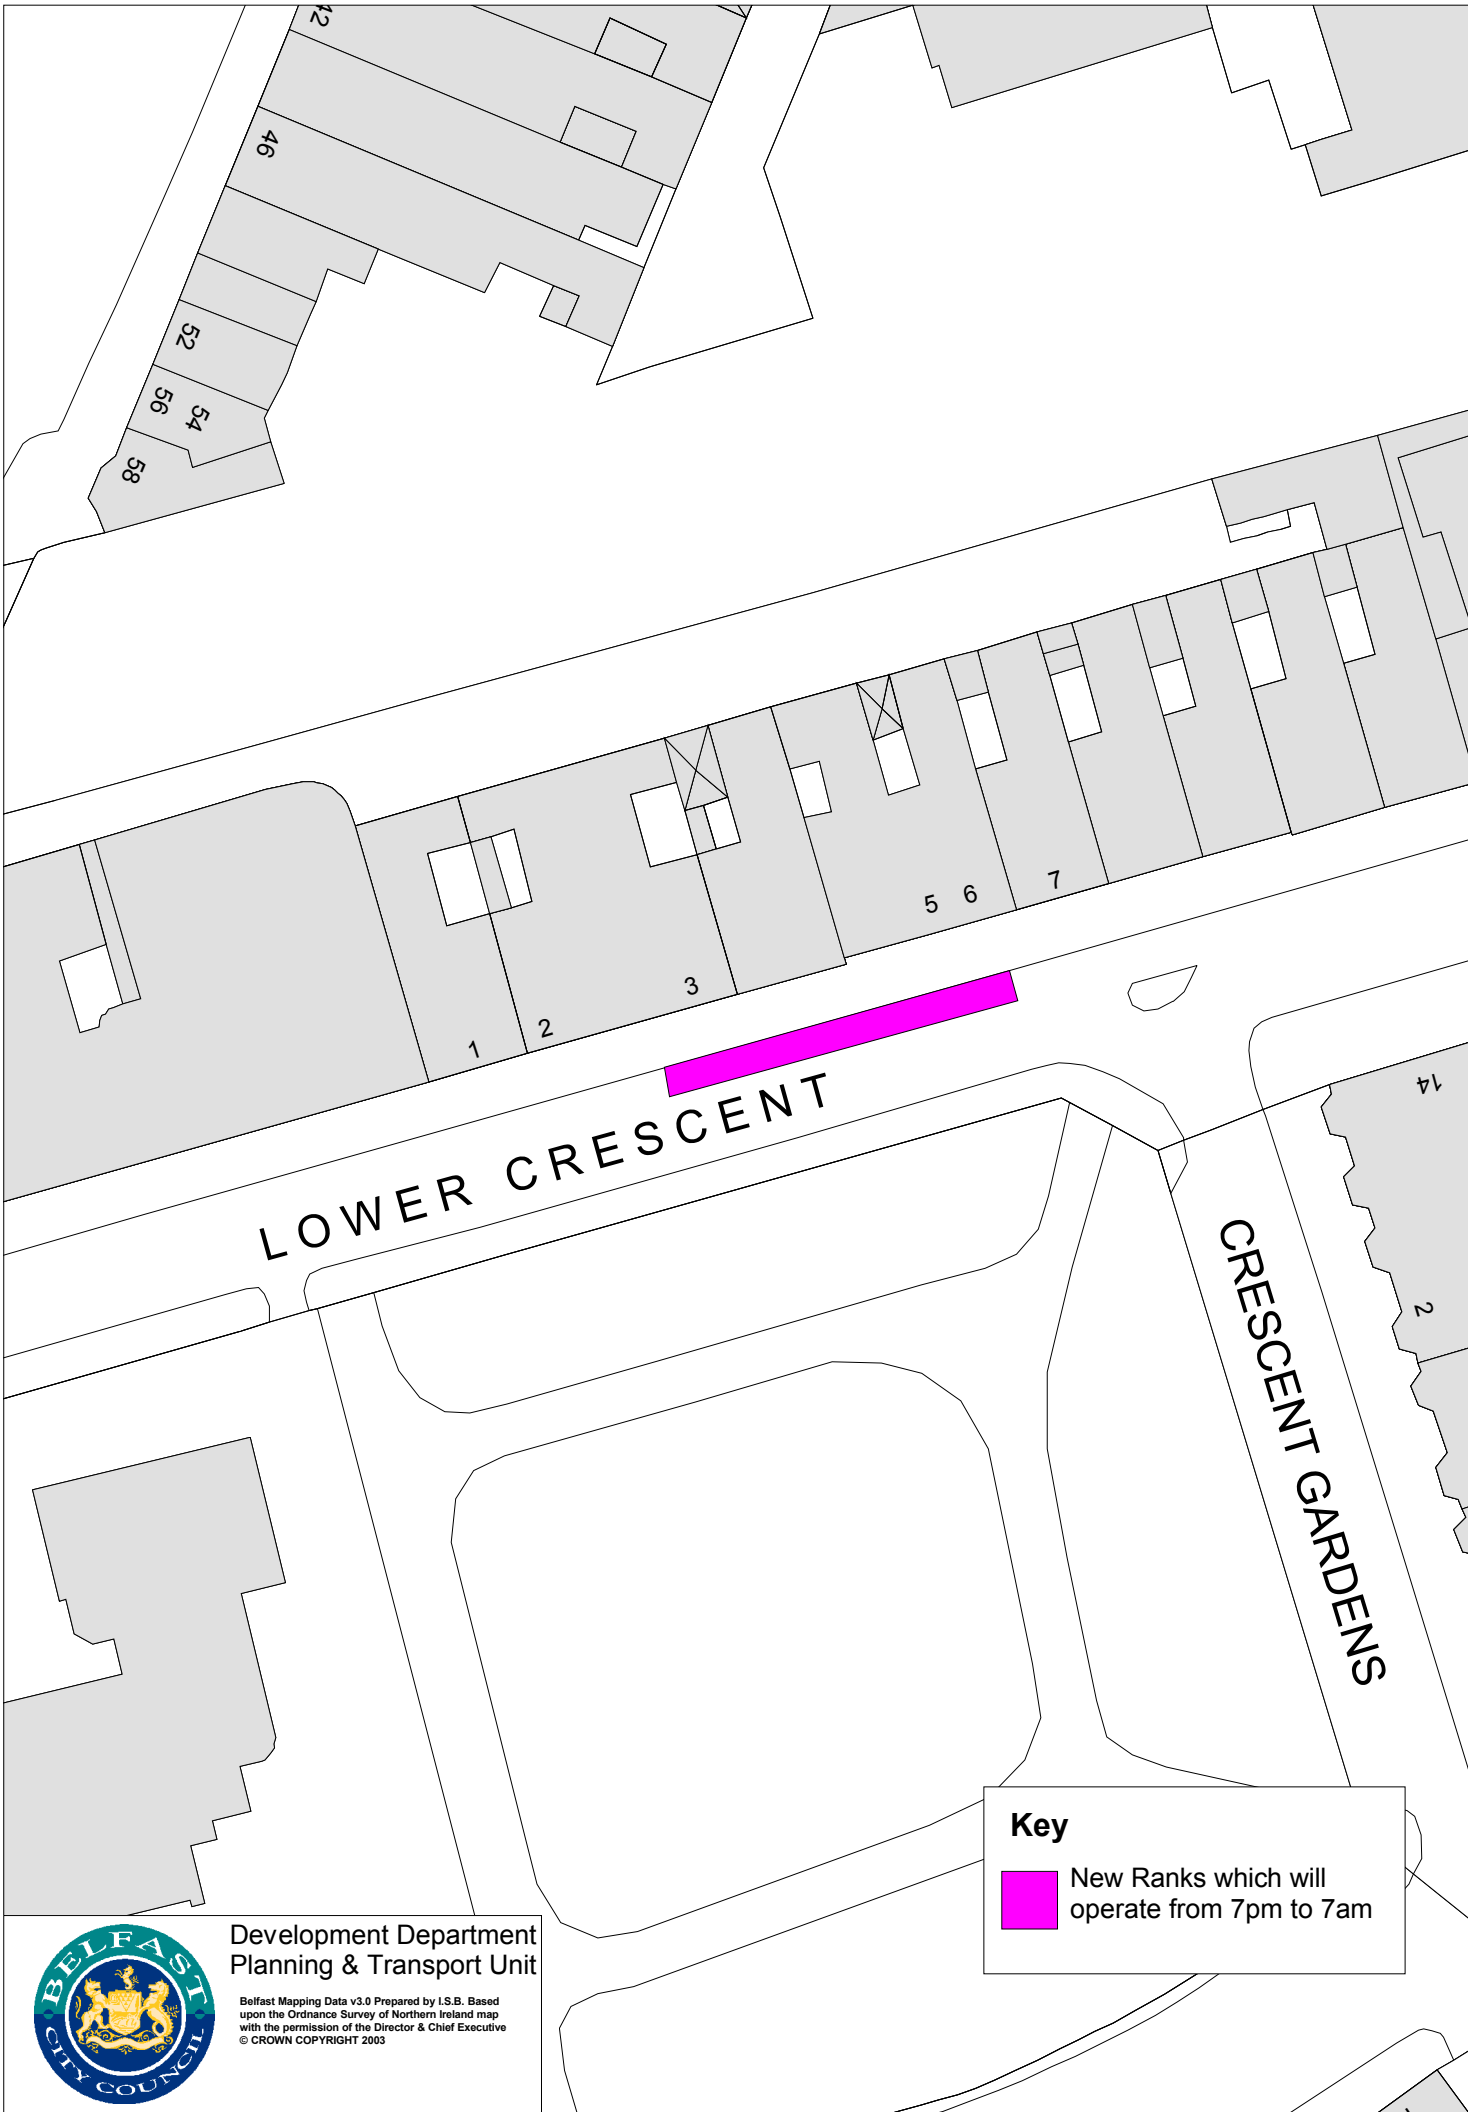 42
46
52
56
54
58
5
6
7
3
2
1
14
LOWER CRESCENT
2
CRESCENT GARDENS
Key
New Ranks which will
operate from 7pm to 7am
BELFAST
CITY COUNCIL
Development Department
Planning & Transport Unit
Belfast Mapping Data v3.0 Prepared by I.S.B. Based
upon the Ordnance Survey of Northern Ireland map
with the permission of the Director & Chief Executive
© CROWN COPYRIGHT 2003